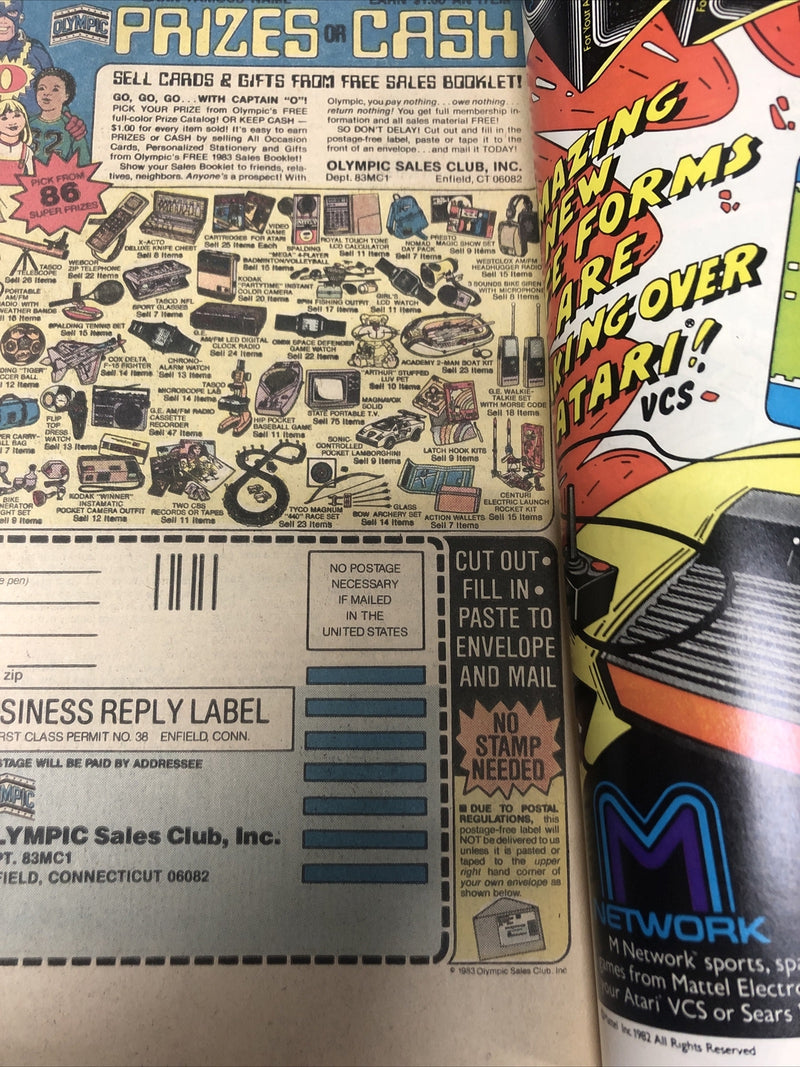 EARN $1.00 AN ITEM
OLYMPIC
PRIZES OR CASH
SELL CARDS & GIFTS FROM FREE SALES BOOKLET!
GO, GO, GO...WITH CAPTAIN "O"!
PICK YOUR PRIZE from Olympic's FREE
full-color Prize Catalog! OR KEEP CASH —
$1.00 for every item sold! It's easy to earn
PRIZES or CASH by selling All Occasion
Cards, Personalized Stationery and Gifts
from Olympic's FREE 1983 Sales Booklet!
Show your Sales Booklet to friends, rela-
tives, neighbors. Anyone's a prospect! With
Olympic, you pay nothing...owe nothing...
return nothing! You get full membership in-
formation and all sales material FREE!
SO DON'T DELAY! Cut out and fill in the
postage-free label, paste or tape it to the
front of an envelope...and mail it TODAY!
OLYMPIC SALES CLUB, INC.
Dept. 83MC1 Enfield, CT 06082
PICK FROM
86
SUPER PRIZES
TASCO
TELESCOPE
Sell 26 Items
WEBCOR
ZIP TELEPHONE
Sell 22 Items
X-ACTO
DELUXE KNIFE CHEST
Sell 8 Items
VIDEO
GAME
CARTRIDGES FOR ATARI
Sell 25 Items Each
SPALDING
"MEGA" 4-PLAYER
BADMINTON/VOLLEYBALL
Sell 15 Items
ROYAL TOUCH TONE
LCD CALCULATOR
Sell 11 Items
NOMAD
DAY PACK
Sell 7 Items
PRESTO
MAGIC SHOW SET
Sell 9 Items
WESTCLOX AM/FM
HEADHUGGER RADIO
Sell 15 Items
PORTABLE
AM/FM
RADIO WITH
WEATHER BANDS
Sell 18 Items
TASCO NFL
SPORT GLASSES
Sell 7 Items
KODAK
"PARTYTIME" INSTANT
COLOR CAMERA
Sell 20 Items
SPIN FISHING OUTFIT
Sell 17 Items
GIRL'S
LCD WATCH
Sell 11 Items
3 SOUNDS BIKE SIREN
WITH MICROPHONE
Sell 8 Items
SPALDING TENNIS SET
Sell 15 Items
G.E.
AM/FM LED DIGITAL
CLOCK RADIO
Sell 24 Items
SPACE DEFENDER
GAME WATCH
Sell 22 Items
ACADEMY 2-MAN BOAT KIT
Sell 23 Items
"TIGER"
12 Items
COX DELTA
F-15 FIGHTER
Sell 14 Items
CHRONO-
ALARM WATCH
Sell 13 Items
TASCO
MICROSCOPE LAB
Sell 14 Items
"ARTHUR" STUFFED
LUV PET
Sell 10 Items
G.E. WALKIE-
TALKIE SET
WITH MORSE CODE
Sell 18 Items
7 Items
FLIP
TOP
DRESS
WATCH
Sell 13 Items
G.E. AM/FM RADIO
CASSETTE
RECORDER
Sell 47 Items
HIP POCKET
BASEBALL GAME
Sell 11 Items
MAGNAVOX
SOLID
STATE PORTABLE T.V.
Sell 75 Items
SONIC-
CONTROLLED
POCKET LAMBORGHINI
Sell 9 Items
LATCH HOOK KITS
Sell 9 Items
BIKE
Sell 9 Items
KODAK "WINNER"
INSTAMATIC
POCKET CAMERA OUTFIT
Sell 12 Items
TWO CBS
RECORDS OR TAPES
Sell 11 Items
TYCO MAGNUM
"440" RACE SET
Sell 23 Items
GLASS
BOW ARCHERY SET
Sell 14 Items
ACTION WALLETS
Sell 7 Items
CENTURI
ELECTRIC LAUNCH
ROCKET KIT
Sell 15 Items
pen)
zip
NO POSTAGE
NECESSARY
IF MAILED
IN THE
UNITED STATES
SINESS REPLY LABEL
RST CLASS PERMIT NO. 38 ENFIELD, CONN.
STAGE WILL BE PAID BY ADDRESSEE
LYMPIC Sales Club, Inc.
PT. 83MC1
FIELD, CONNECTICUT 06082
CUT OUT •
FILL IN •
PASTE TO
ENVELOPE
AND MAIL
NO
STAMP
NEEDED
■ DUE TO POSTAL
REGULATIONS, this
postage-free label will
NOT be delivered to us
unless it is pasted or
taped to the upper
right hand corner of
your own envelope as
shown below.
© 1983 Olympic Sales Club, Inc
AZING
NEW
E FORMS
ARE
KING OVER
ATARI®!
VCS
M
NETWORK
M Network™ sports, spa
games from Mattel Electro
your Atari® VCS or Sears
Mattel Inc 1982 All Rights Reserved